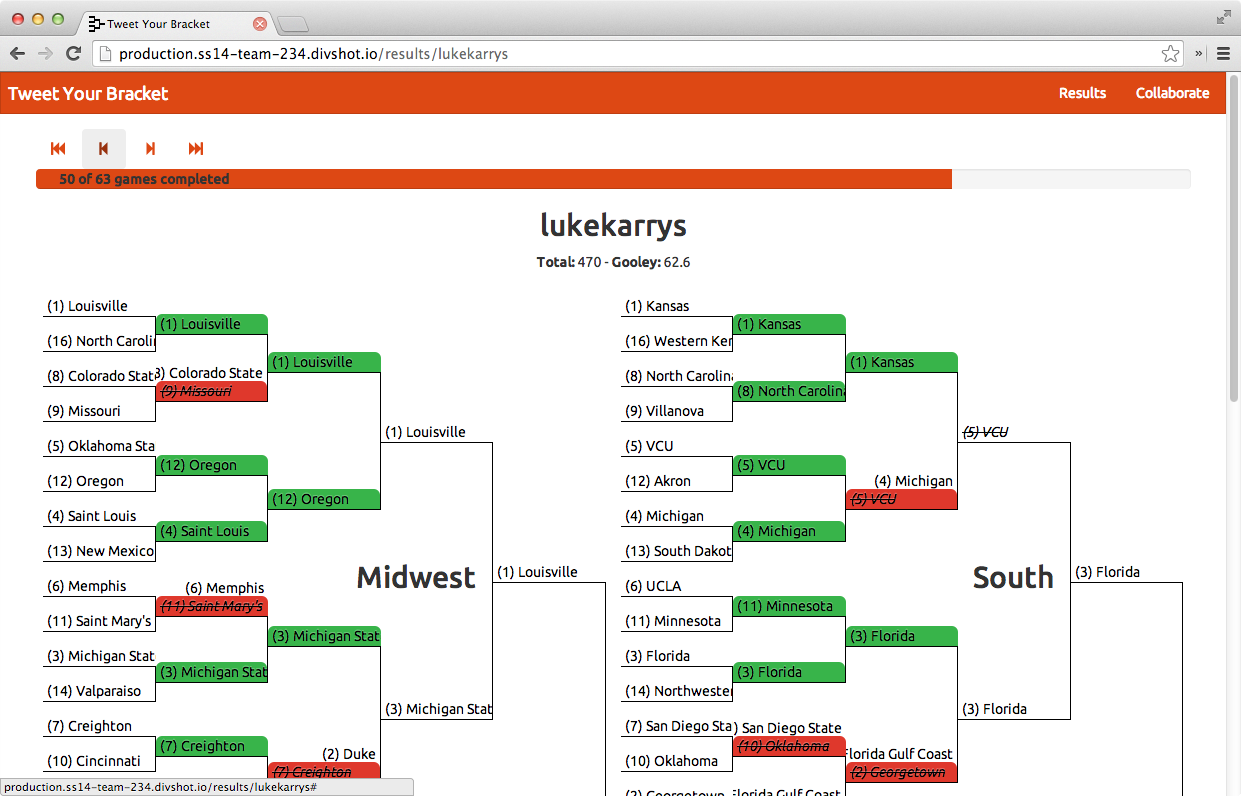 Tweet Your Bracket
production.ss14-team-234.divshot.io/results/lukekarrys
Tweet Your Bracket
Results
Collaborate
50 of 63 games completed
lukekarrys
Total: 470 - Gooley: 62.6
(1) Louisville
(1) Louisville
(16) North Caroli
(1) Louisville
(8) Colorado Stat
3) Colorado State
(9) Missouri
(9) Missouri
(1) Louisville
(5) Oklahoma Sta
(12) Oregon
(12) Oregon
(12) Oregon
(4) Saint Louis
(4) Saint Louis
(13) New Mexico
Midwest
(1) Louisville
(6) Memphis
(6) Memphis
(11) Saint Mary's
(11) Saint Mary's
(3) Michigan Stat
(3) Michigan Stat
(3) Michigan Stat
(14) Valparaiso
(3) Michigan Stat
(7) Creighton
(7) Creighton
(10) Cincinnati
(2) Duke
(7) Creighton
(1) Kansas
(1) Kansas
(16) Western Ker
(1) Kansas
(8) North Carolina
(8) North Carolina
(9) Villanova
(5) VCU
(5) VCU
(5) VCU
(12) Akron
(4) Michigan
(5) VCU
(4) Michigan
(4) Michigan
(13) South Dakot
South
(3) Florida
(6) UCLA
(11) Minnesota
(11) Minnesota
(3) Florida
(3) Florida
(3) Florida
(14) Northwester
(3) Florida
(7) San Diego Sta
) San Diego State
(10) Oklahoma
(10) Oklahoma
Florida Gulf Coast
(2) Georgetown
(2) Georgetown
Florida Gulf Coast
production.ss14-team-234.divshot.io/results/lukekarrys#